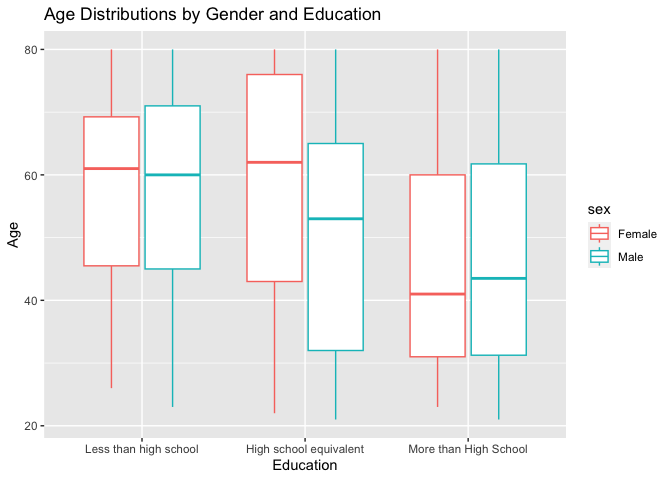 Age Distributions by Gender and Education
80
60
40
20
Age
Less than high school
High school equivalent
More than High School
Education
sex
Female
Male